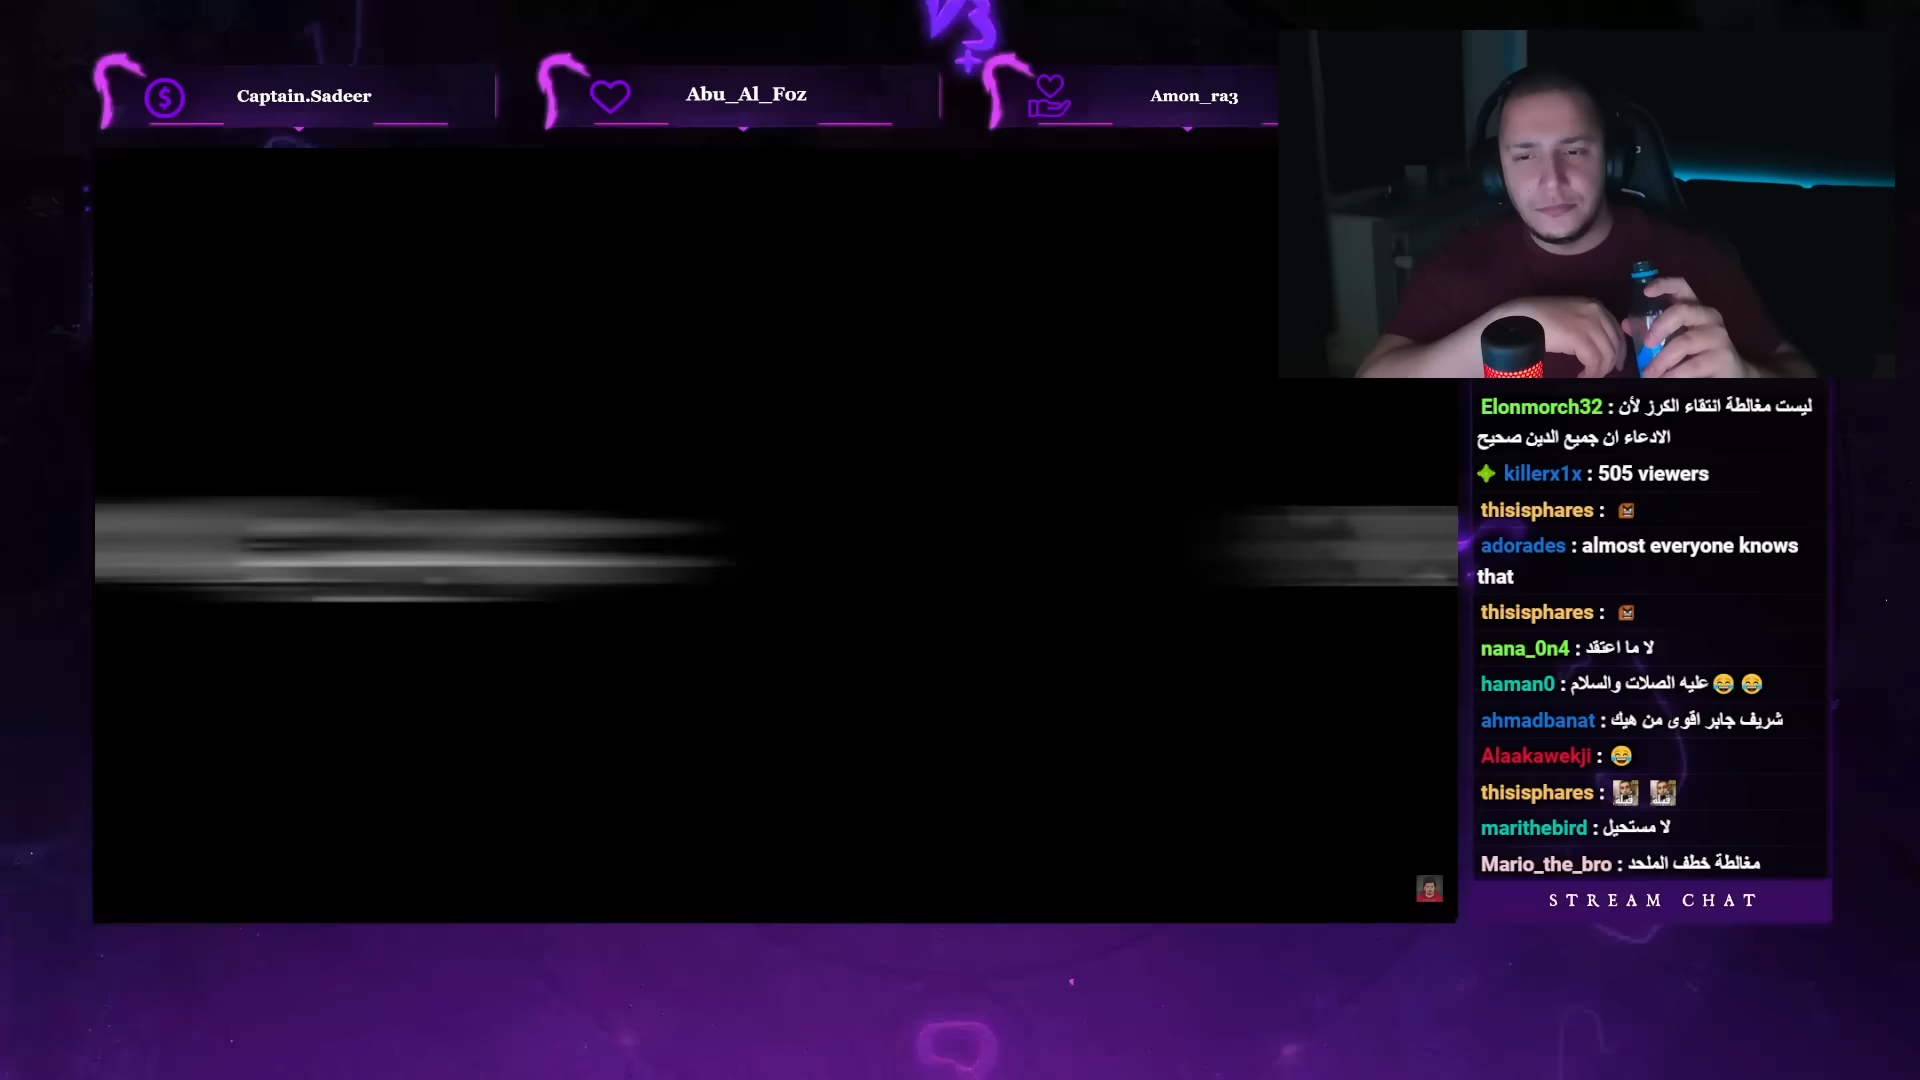 Captain.Sadeer
Abu_Al_Foz
Amon_ra3
Elonmorch32 : ليست مغالطة انتقاء الكرز لأن
الادعاء ان جميع الدين صحيح
killerx1x : 505 viewers
thisisphares :
adorades : almost everyone knows
that
thisisphares :
nana_0n4 : لا ما اعتقد
haman0 : عليه الصلات والسلام 😂 😂
ahmadbanat : شريف جابر اقوى من هيك
Alaakawekji : 😂
thisisphares :
marithebird : لا مستحيل
Mario_the_bro : مغالطة خطف الملحد
STREAM CHAT